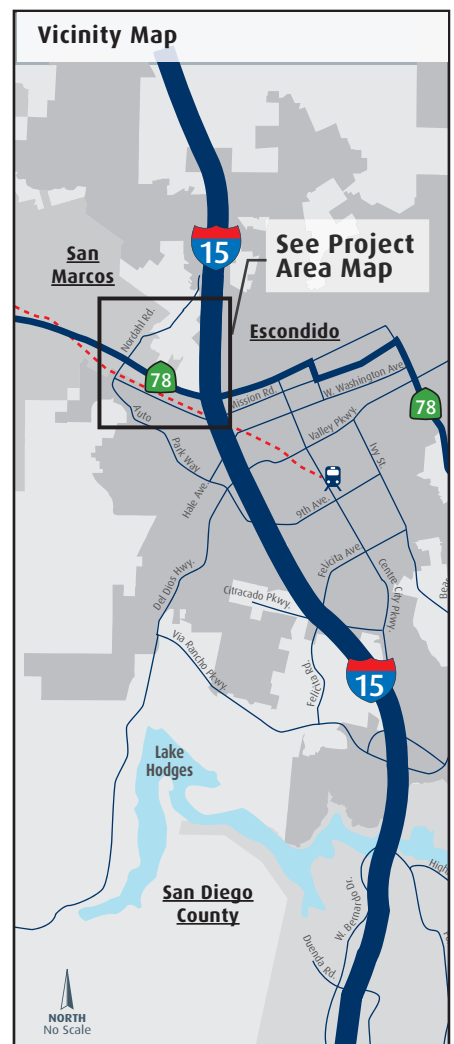 Vicinity Map
15
See Project
Area Map
San
Marcos
Nordahl Rd.
Escondido
78
Mission Rd.
W. Washington Ave.
78
Auto
Park Way
Valley Pkwy.
Ivy St.
Hale Ave.
9th Ave.
Felicita Ave.
Del Dios Hwy.
Citracado Pkwy.
Centre City Pkwy.
Via Rancho Pkwy.
Felicita Rd
15
Lake
Hodges
San Diego
County
W. Bernardo Dr.
Duenda Rd.
NORTH
No Scale